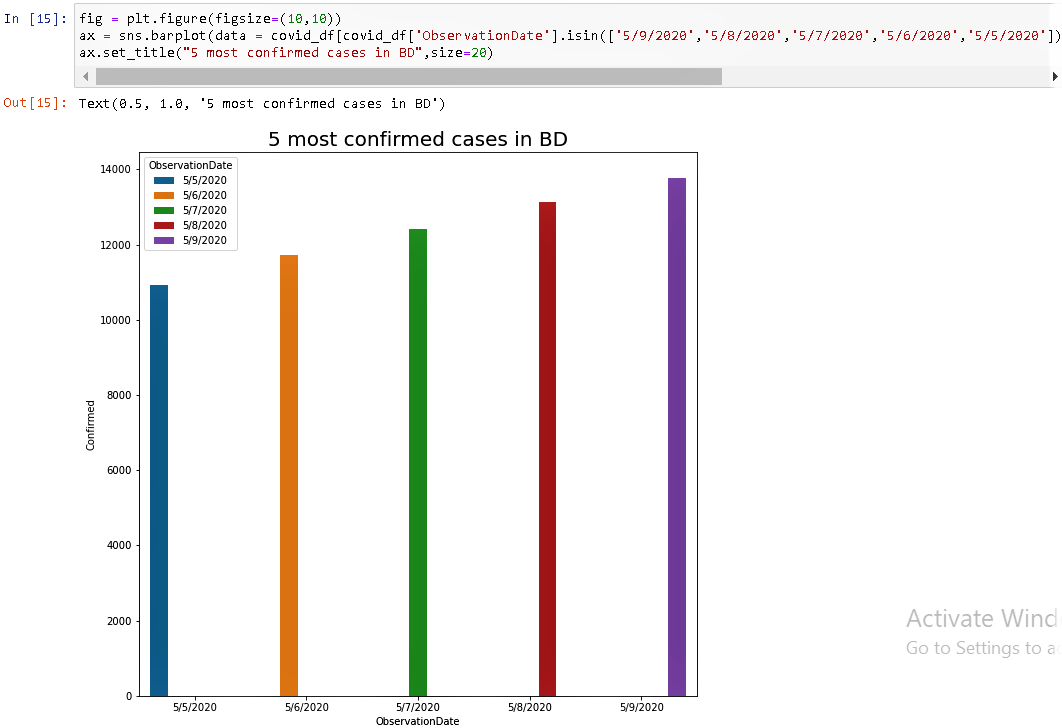 In [15]: fig = plt.figure(figsize=(10,10))
ax = sns.barplot(data = covid_df[covid_df['ObservationDate'].isin(['5/9/2020','5/8/2020','5/7/2020','5/6/2020','5/5/2020'])
ax.set_title("5 most confirmed cases in BD",size=20)
Out[15]: Text(0.5, 1.0, '5 most confirmed cases in BD')
5 most confirmed cases in BD
ObservationDate
5/5/2020
5/6/2020
5/7/2020
5/8/2020
5/9/2020
14000
12000
10000
8000
6000
4000
2000
0
Confirmed
5/5/2020 5/6/2020 5/7/2020 5/8/2020 5/9/2020
ObservationDate
Activate Wind
Go to Settings to a